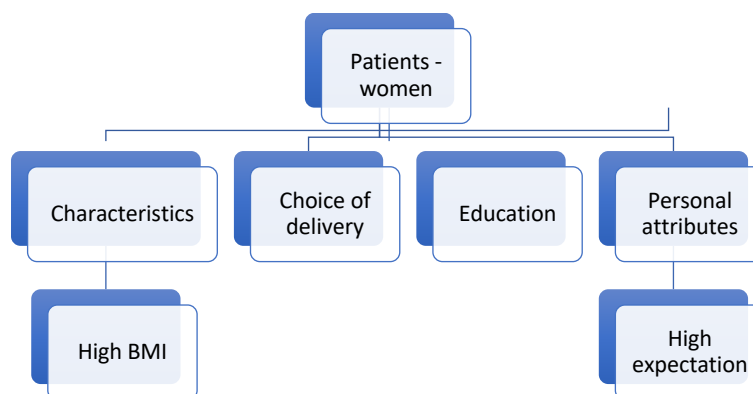 Patients -
women
Characteristics
Choice of
delivery
Education
Personal
attributes
High BMI
High
expectation